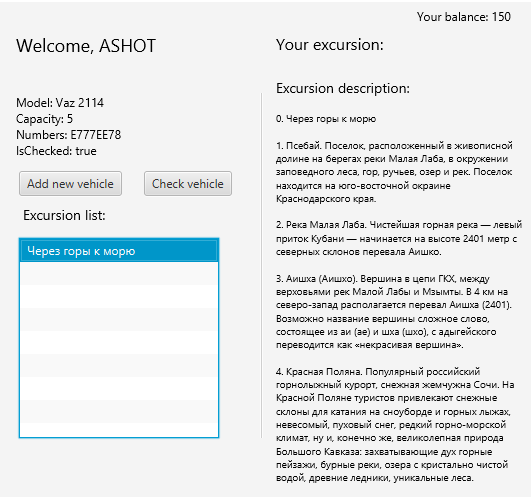 Your balance: 150
Welcome, ASHOT
Model: Vaz 2114
Capacity: 5
Numbers: E777EE78
IsChecked: true
Add new vehicle
Check vehicle
Excursion list:
Через горы к морю
Your excursion:
Excursion description:
0. Через горы к морю
1. Псебай. Поселок, расположенный в живописной
долине на берегах реки Малая Лаба, в окружении
заповедного леса, гор, ручьев, озер и рек. Поселок
находится на юго-восточной окраине
Краснодарского края.
2. Река Малая Лаба. Чистейшая горная река — левый
приток Кубани — начинается на высоте 2401 метр с
северных склонов перевала Аишко.
3. Аишха (Аишхо). Вершина в цепи ГКХ, между
верховьями рек Малой Лабы и Мзымты. В 4 км на
северо-запад располагается перевал Аишха (2401).
Возможно название вершины сложное слово,
состоящее из аи (ае) и шха (шхо), с адыгейского
переводится как «некрасивая вершина».
4. Красная Поляна. Популярный российский
горнолыжный курорт, снежная жемчужна Сочи. На
Красной Поляне туристов привлекают снежные
склоны для катания на сноуборде и горных лыжах,
невесомый, пуховый снег, редкий горно-морской
климат, ну и, конечно же, великолепная природа
Большого Кавказа: захватывающие дух горные
пейзажи, бурные реки, озера с кристально чистой
водой, древние ледники, уникальные леса.